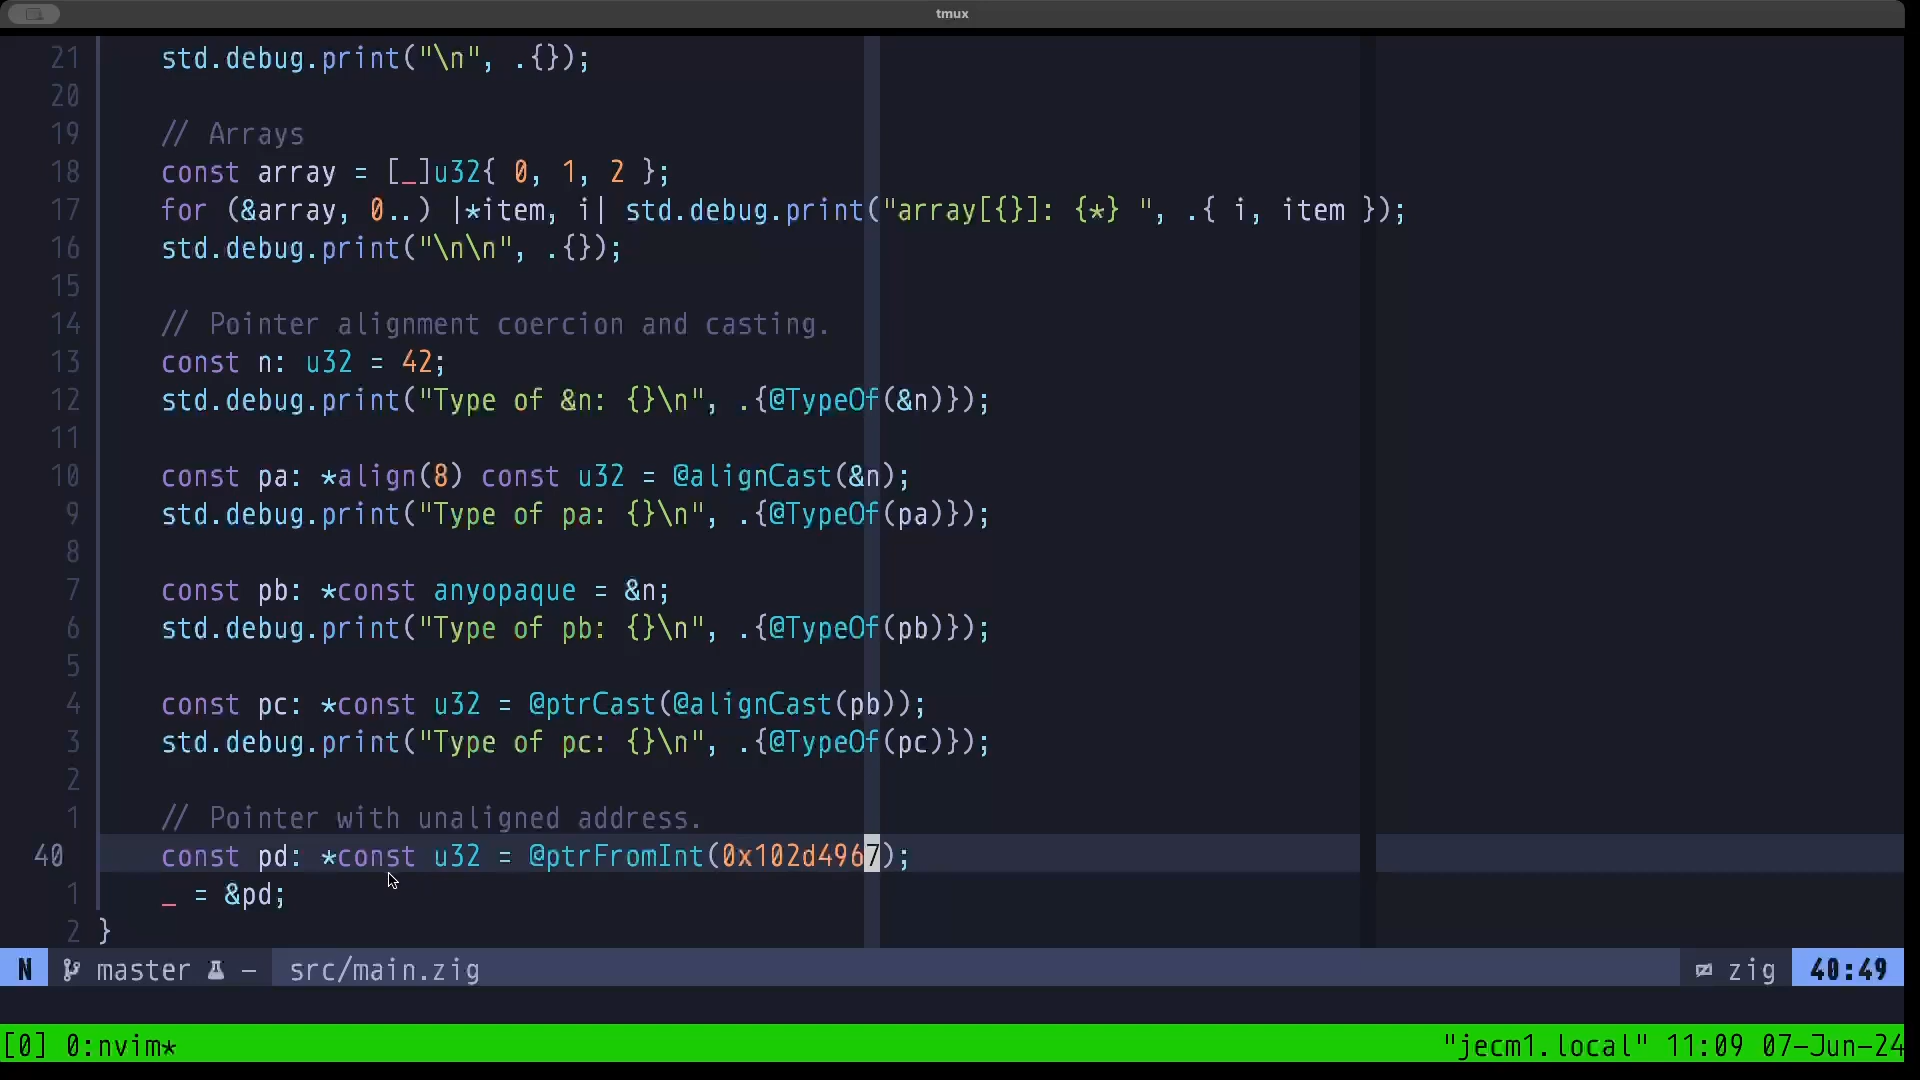 tmux
21 std.debug.print("\n", .{});
20
19 // Arrays
18 const array = [_]u32{ 0, 1, 2 };
17 for (&array, 0..) |*item, i| std.debug.print("array[{}]: {*} ", .{ i, item });
16 std.debug.print("\n\n", .{});
15
14 // Pointer alignment coercion and casting.
13 const n: u32 = 42;
12 std.debug.print("Type of &n: {}\n", .{@TypeOf(&n)});
11
10 const pa: *align(8) const u32 = @alignCast(&n);
9 std.debug.print("Type of pa: {}\n", .{@TypeOf(pa)});
8
7 const pb: *const anyopaque = &n;
6 std.debug.print("Type of pb: {}\n", .{@TypeOf(pb)});
5
4 const pc: *const u32 = @ptrCast(@alignCast(pb));
3 std.debug.print("Type of pc: {}\n", .{@TypeOf(pc)});
2
1 // Pointer with unaligned address.
40 const pd: *const u32 = @ptrFromInt(0x102d4967);
1 _ = &pd;
2 }
N master – src/main.zig zig 40:49
[0] 0:nvim* "jecm1.local" 11:09 07-Jun-24